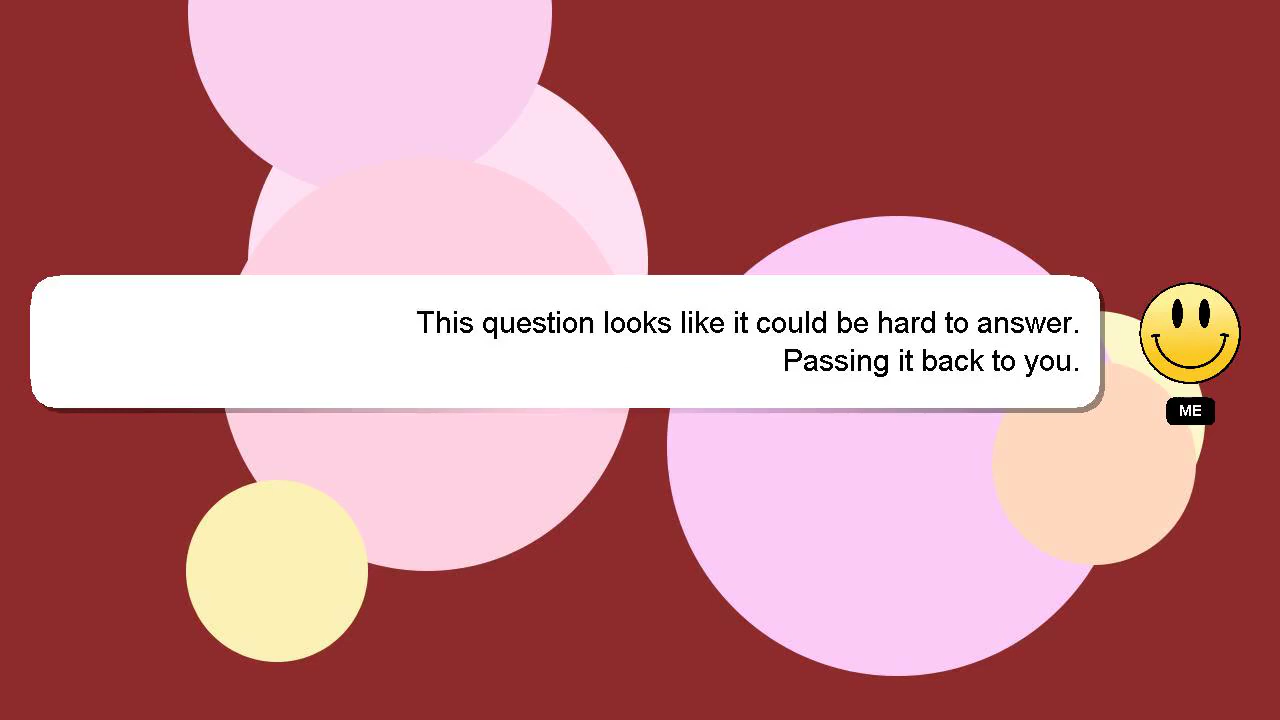 This question looks like it could be hard to answer.
Passing it back to you.
ME